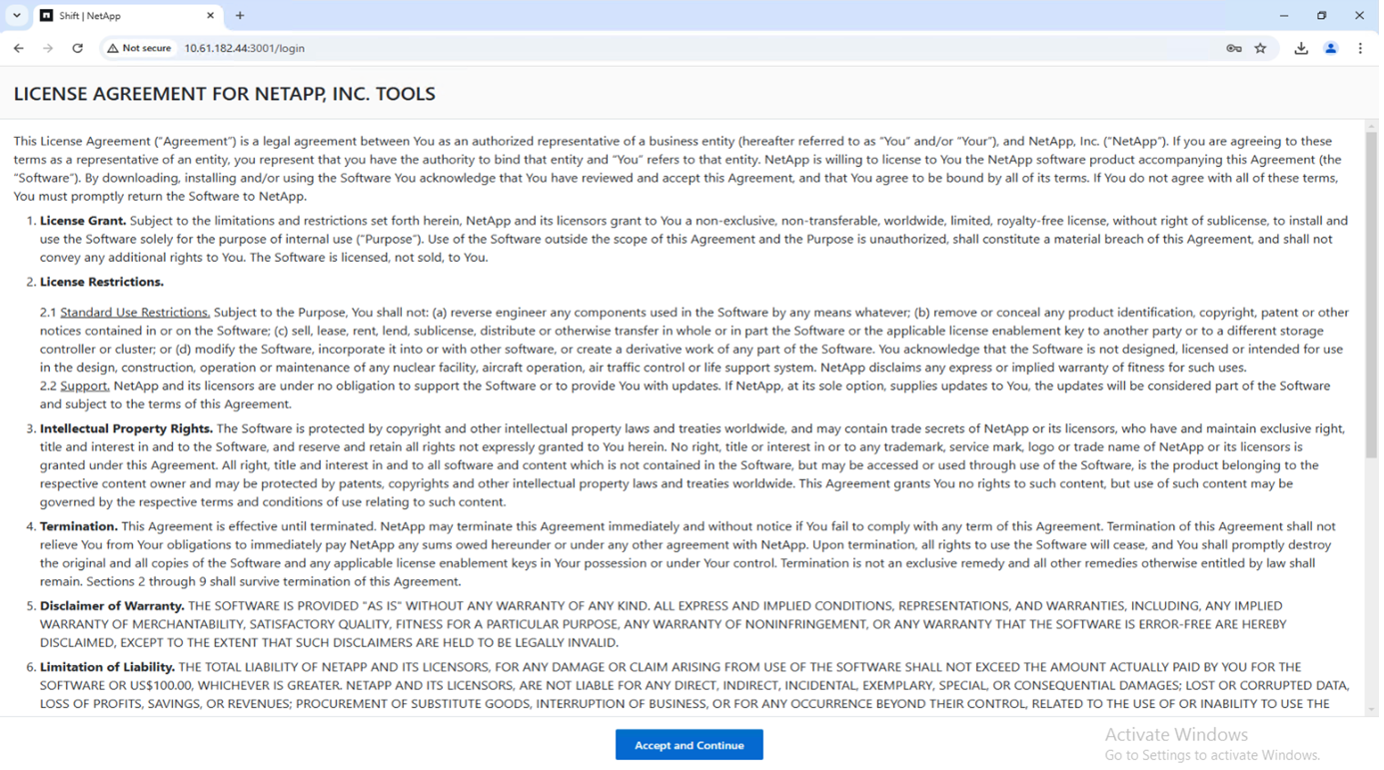 Shift | NetApp
Not secure
10.61.182.44:3001/login
LICENSE AGREEMENT FOR NETAPP, INC. TOOLS
This License Agreement ("Agreement") is a legal agreement between You as an authorized representative of a business entity (hereafter referred to as "You" and/or "Your"), and NetApp, Inc. ("NetApp"). If you are agreeing to these
terms as a representative of an entity, you represent that you have the authority to bind that entity and "You" refers to that entity. NetApp is willing to license to You the NetApp software product accompanying this Agreement (the
"Software"). By downloading, installing and/or using the Software You acknowledge that You have reviewed and accept this Agreement, and that You agree to be bound by all of its terms. If You do not agree with all of these terms,
You must promptly return the Software to NetApp.
1. License Grant. Subject to the limitations and restrictions set forth herein, NetApp and its licensors grant to You a non-exclusive, non-transferable, worldwide, limited, royalty-free license, without right of sublicense, to install and
use the Software solely for the purpose of internal use ("Purpose"). Use of the Software outside the scope of this Agreement and the Purpose is unauthorized, shall constitute a material breach of this Agreement, and shall not
convey any additional rights to You. The Software is licensed, not sold, to You.
2. License Restrictions.
2.1 Standard Use Restrictions. Subject to the Purpose, You shall not: (a) reverse engineer any components used in the Software by any means whatever; (b) remove or conceal any product identification, copyright, patent or other
notices contained in or on the Software; (c) sell, lease, rent, lend, sublicense, distribute or otherwise transfer in whole or in part the Software or the applicable license enablement key to another party or to a different storage
controller or cluster; or (d) modify the Software, incorporate it into or with other software, or create a derivative work of any part of the Software. You acknowledge that the Software is not designed, licensed or intended for use
in the design, construction, operation or maintenance of any nuclear facility, aircraft operation, air traffic control or life support system. NetApp disclaims any express or implied warranty of fitness for such uses.
2.2 Support. NetApp and its licensors are under no obligation to support the Software or to provide You with updates. If NetApp, at its sole option, supplies updates to You, the updates will be considered part of the Software
and subject to the terms of this Agreement.
3. Intellectual Property Rights. The Software is protected by copyright and other intellectual property laws and treaties worldwide, and may contain trade secrets of NetApp or its licensors, who have and maintain exclusive right,
title and interest in and to the Software, and reserve and retain all rights not expressly granted to You herein. No right, title or interest in or to any trademark, service mark, logo or trade name of NetApp or its licensors is
granted under this Agreement. All right, title and interest in and to all software and content which is not contained in the Software, but may be accessed or used through use of the Software, is the product belonging to the
respective content owner and may be protected by patents, copyrights and other intellectual property laws and treaties worldwide. This Agreement grants You no rights to such content, but use of such content may be
governed by the respective terms and conditions of use relating to such content.
4. Termination. This Agreement is effective until terminated. NetApp may terminate this Agreement immediately and without notice if You fail to comply with any term of this Agreement. Termination of this Agreement shall not
relieve You from Your obligations to immediately pay NetApp any sums owed hereunder or under any other agreement with NetApp. Upon termination, all rights to use the Software will cease, and You shall promptly destroy
the original and all copies of the Software and any applicable license enablement keys in Your possession or under Your control. Termination is not an exclusive remedy and all other remedies otherwise entitled by law shall
remain. Sections 2 through 9 shall survive termination of this Agreement.
5. Disclaimer of Warranty. THE SOFTWARE IS PROVIDED "AS IS" WITHOUT ANY WARRANTY OF ANY KIND. ALL EXPRESS AND IMPLIED CONDITIONS, REPRESENTATIONS, AND WARRANTIES, INCLUDING, ANY IMPLIED
WARRANTY OF MERCHANTABILITY, SATISFACTORY QUALITY, FITNESS FOR A PARTICULAR PURPOSE, ANY WARRANTY OF NONINFRINGEMENT, OR ANY WARRANTY THAT THE SOFTWARE IS ERROR-FREE ARE HEREBY
DISCLAIMED, EXCEPT TO THE EXTENT THAT SUCH DISCLAIMERS ARE HELD TO BE LEGALLY INVALID.
6. Limitation of Liability. THE TOTAL LIABILITY OF NETAPP AND ITS LICENSORS, FOR ANY DAMAGE OR CLAIM ARISING FROM USE OF THE SOFTWARE SHALL NOT EXCEED THE AMOUNT ACTUALLY PAID BY YOU FOR THE
SOFTWARE OR US$100.00, WHICHEVER IS GREATER. NETAPP AND ITS LICENSORS, ARE NOT LIABLE FOR ANY DIRECT, INDIRECT, INCIDENTAL, EXEMPLARY, SPECIAL, OR CONSEQUENTIAL DAMAGES; LOST OR CORRUPTED DATA,
LOSS OF PROFITS, SAVINGS, OR REVENUES; PROCUREMENT OF SUBSTITUTE GOODS, INTERRUPTION OF BUSINESS, OR FOR ANY OCCURRENCE BEYOND THEIR CONTROL, RELATED TO THE USE OF OR INABILITY TO USE THE
Accept and Continue
Activate Windows
Go to Settings to activate Windows.